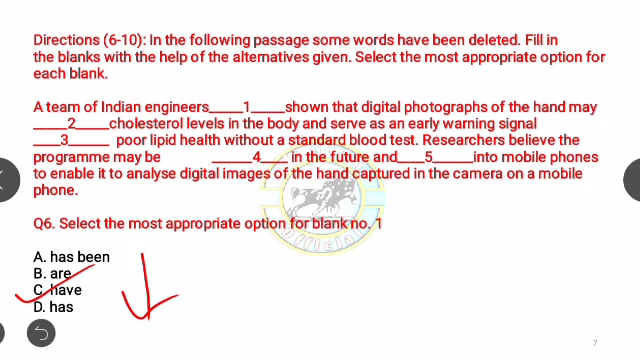 Directions (6-10): In the following passage some words have been deleted. Fill in
the blanks with the help of the alternatives given. Select the most appropriate option for
each blank.
A team of Indian engineers_____1_____shown that digital photographs of the hand may
_____2_____cholesterol levels in the body and serve as an early warning signal
____3______ poor lipid health without a standard blood test. Researchers believe the
programme may be ______4____ in the future and____5______into mobile phones
to enable it to analyse digital images of the hand captured in the camera on a mobile
phone.
Q6. Select the most appropriate option for blank no. 1
A. has been
B. are
C. have
D. has
7